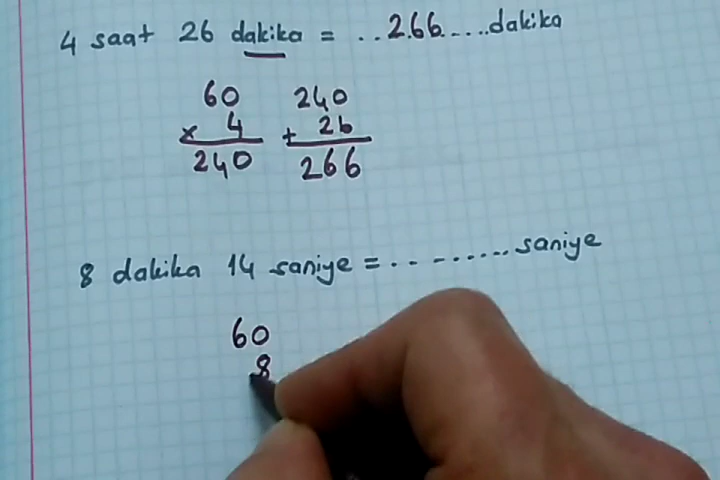 4 saat 26 dakika = ..266.....dakika
60 240
x 4 + 26
240 266
8 dakika 14 saniye = .. - ...... saniye
60
8